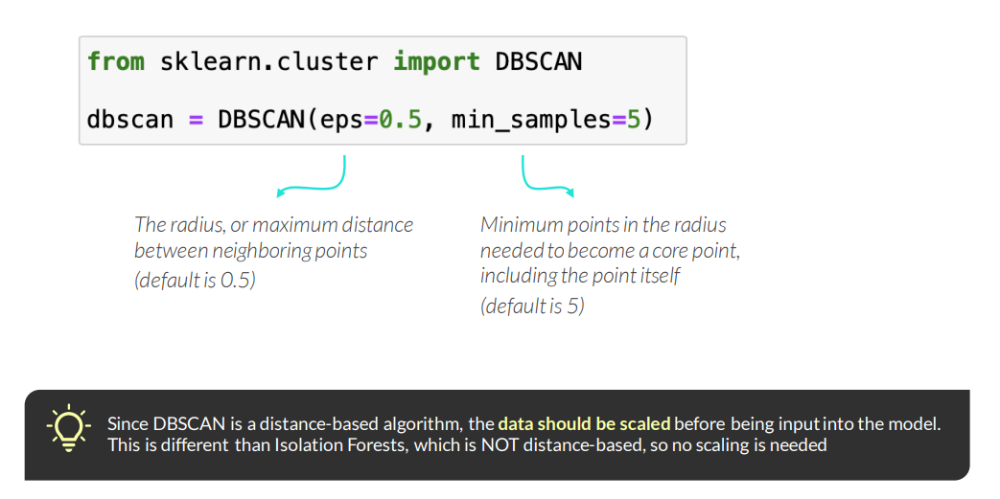 from sklearn.cluster import DBSCAN
dbscan = DBSCAN(eps=0.5, min_samples=5)
The radius, or maximum distance
between neighboring points
(default is 0.5)
Minimum points in the radius
needed to become a core point,
including the point itself
(default is 5)
Since DBSCAN is a distance-based algorithm, the data should be scaled before being input into the model.
This is different than Isolation Forests, which is NOT distance-based, so no scaling is needed